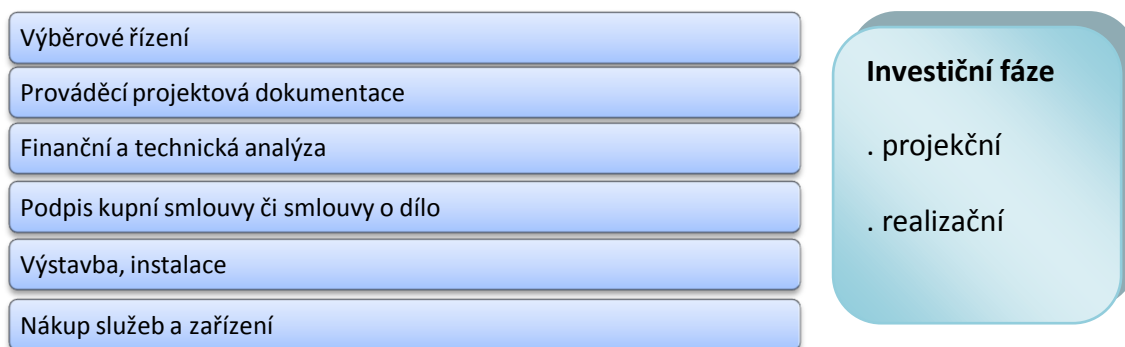 Výběrové řízení
Prováděcí projektová dokumentace
Finanční a technická analýza
Podpis kupní smlouvy či smlouvy o dílo
Výstavba, instalace
Nákup služeb a zařízení
Investiční fáze
. projekční
. realizační